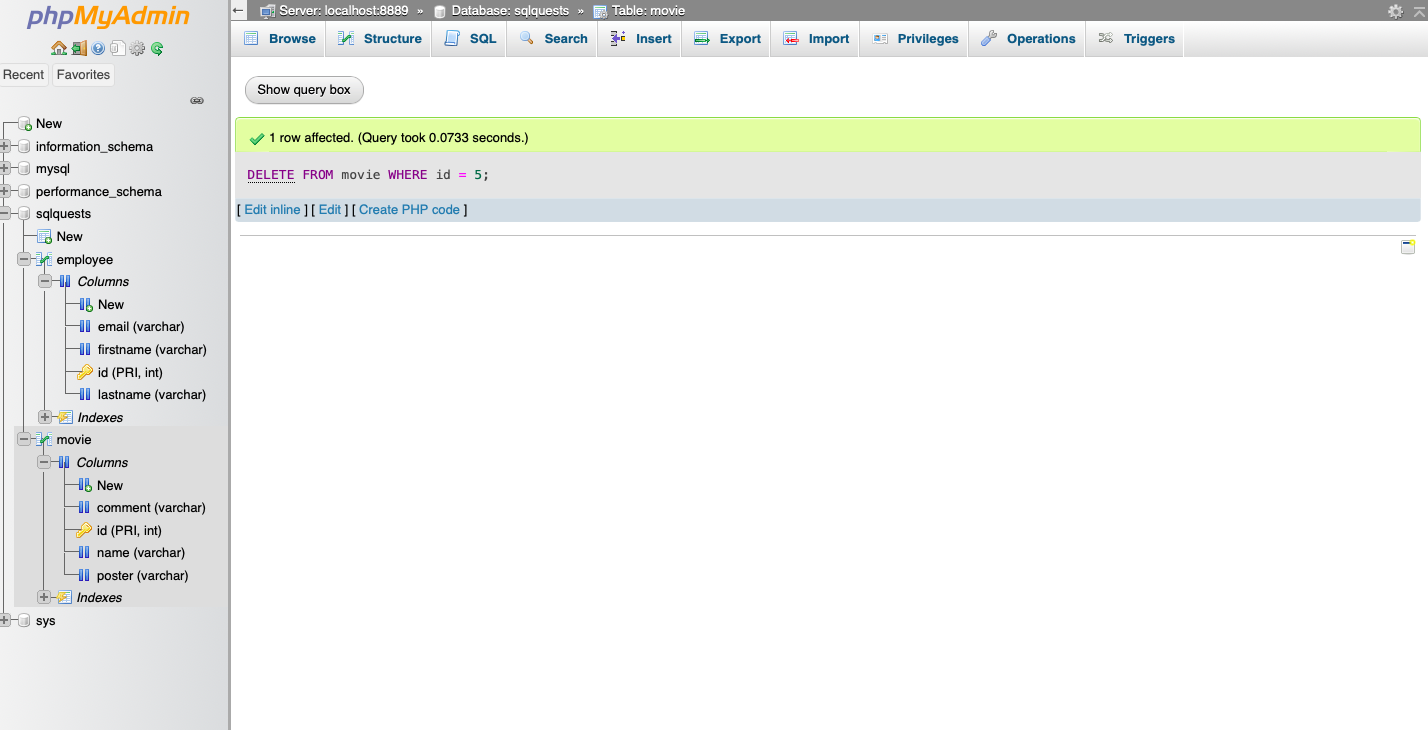 phpMyAdmin
Recent Favorites
New
information_schema
mysql
performance_schema
sqlquests
New
employee
Columns
New
email (varchar)
firstname (varchar)
id (PRI, int)
lastname (varchar)
Indexes
movie
Columns
New
comment (varchar)
id (PRI, int)
name (varchar)
poster (varchar)
Indexes
sys
Server: localhost:8889 » Database: sqlquests » Table: movie
Browse Structure SQL Search Insert Export Import Privileges Operations Triggers
Show query box
1 row affected. (Query took 0.0733 seconds.)
DELETE FROM movie WHERE id = 5;
[ Edit inline ] [ Edit ] [ Create PHP code ]